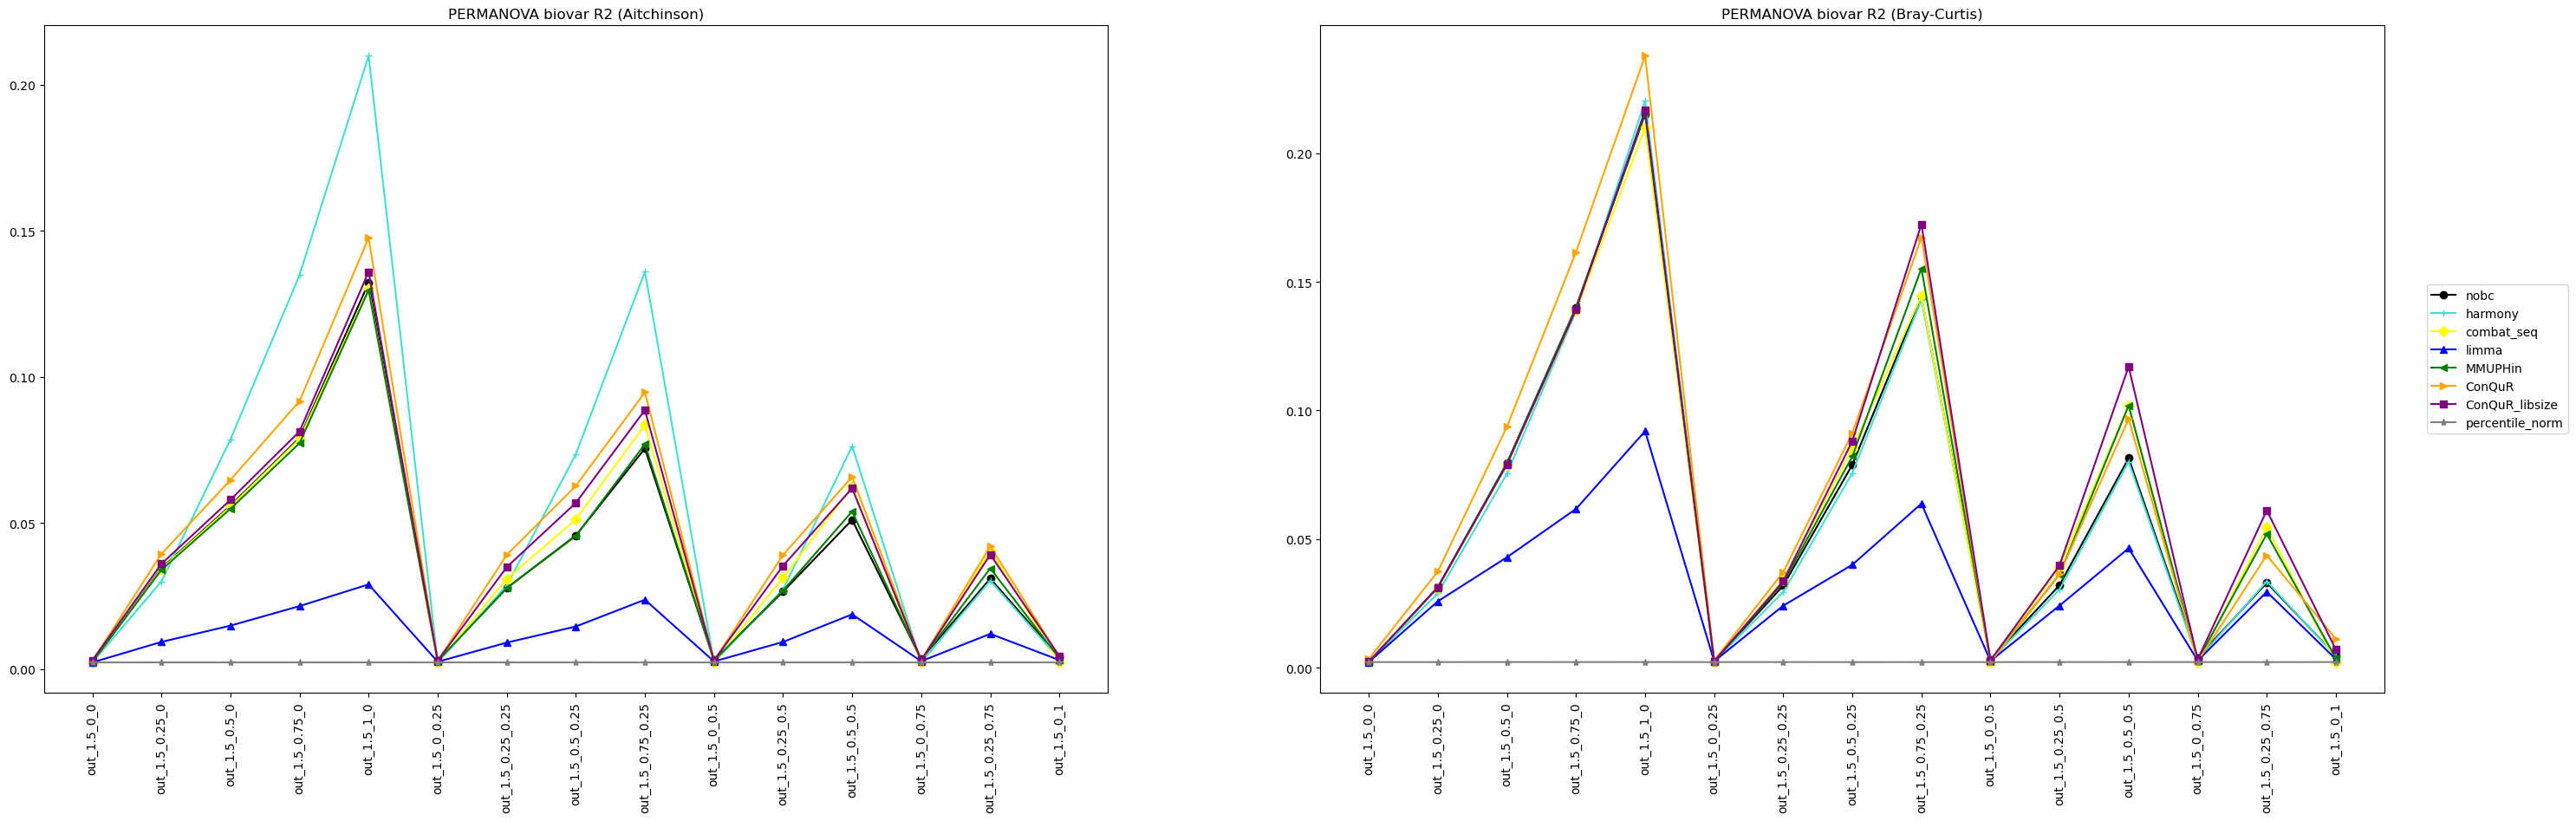 PERMANOVA biovar R2 (Aitchinson)
0.20
0.15
0.10
0.05
0.00
out_1.5_0_0
out_1.5_0.25_0
out_1.5_0.5_0
out_1.5_0.75_0
out_1.5_1_0
out_1.5_0_0.25
out_1.5_0.25_0.25
out_1.5_0.5_0.25
out_1.5_0.75_0.25
out_1.5_0_0.5
out_1.5_0.25_0.5
out_1.5_0.5_0.5
out_1.5_0_0.75
out_1.5_0.25_0.75
out_1.5_0_1
PERMANOVA biovar R2 (Bray-Curtis)
0.20
0.15
0.10
0.05
0.00
out_1.5_0_0
out_1.5_0.25_0
out_1.5_0.5_0
out_1.5_0.75_0
out_1.5_1_0
out_1.5_0_0.25
out_1.5_0.25_0.25
out_1.5_0.5_0.25
out_1.5_0.75_0.25
out_1.5_0_0.5
out_1.5_0.25_0.5
out_1.5_0.5_0.5
out_1.5_0_0.75
out_1.5_0.25_0.75
out_1.5_0_1
nobc
harmony
combat_seq
limma
MMUPHin
ConQuR
ConQuR_libsize
percentile_norm